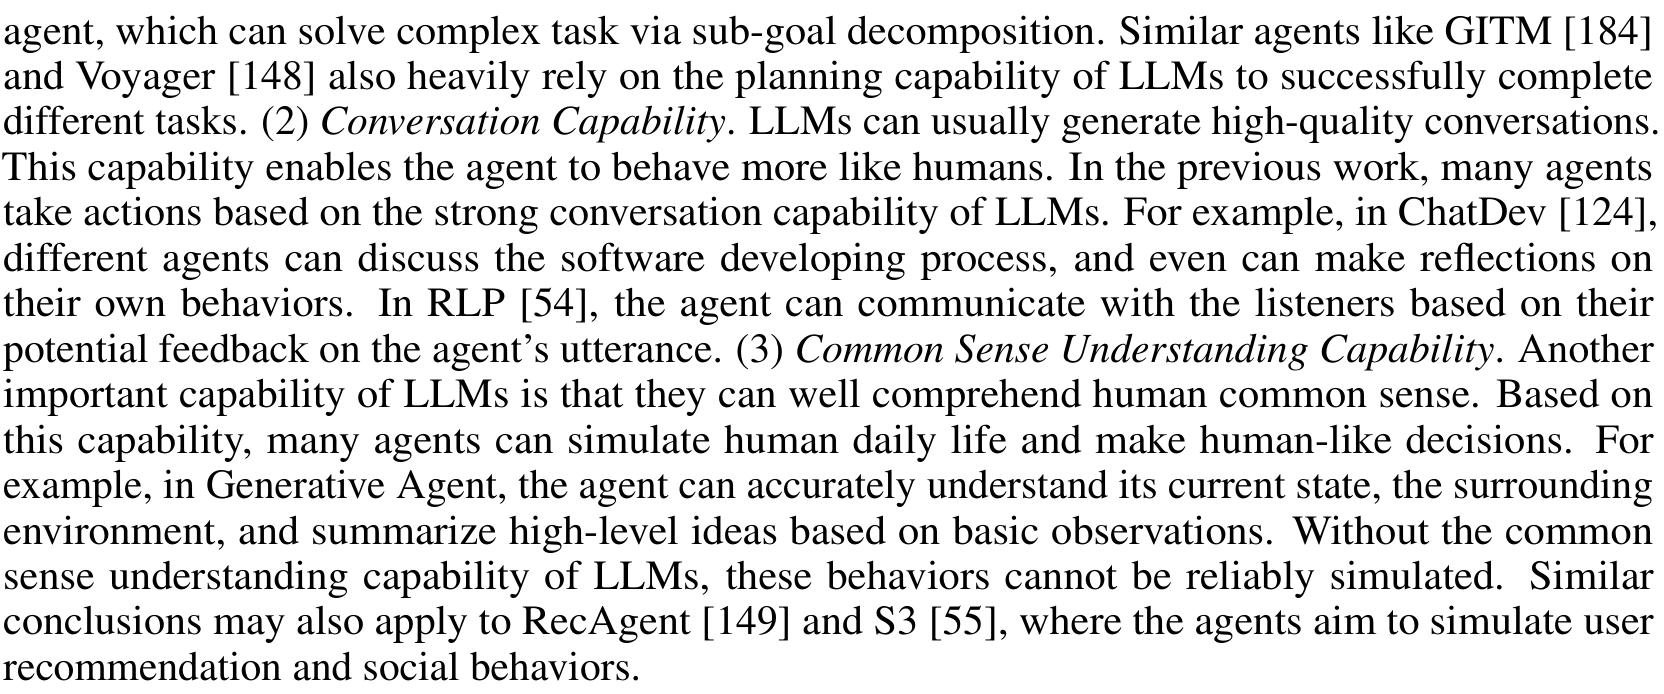 agent, which can solve complex task via sub-goal decomposition. Similar agents like GITM [184]
and Voyager [148] also heavily rely on the planning capability of LLMs to successfully complete
different tasks. (2) Conversation Capability. LLMs can usually generate high-quality conversations.
This capability enables the agent to behave more like humans. In the previous work, many agents
take actions based on the strong conversation capability of LLMs. For example, in ChatDev [124],
different agents can discuss the software developing process, and even can make reflections on
their own behaviors. In RLP [54], the agent can communicate with the listeners based on their
potential feedback on the agent’s utterance. (3) Common Sense Understanding Capability. Another
important capability of LLMs is that they can well comprehend human common sense. Based on
this capability, many agents can simulate human daily life and make human-like decisions. For
example, in Generative Agent, the agent can accurately understand its current state, the surrounding
environment, and summarize high-level ideas based on basic observations. Without the common
sense understanding capability of LLMs, these behaviors cannot be reliably simulated. Similar
conclusions may also apply to RecAgent [149] and S3 [55], where the agents aim to simulate user
recommendation and social behaviors.